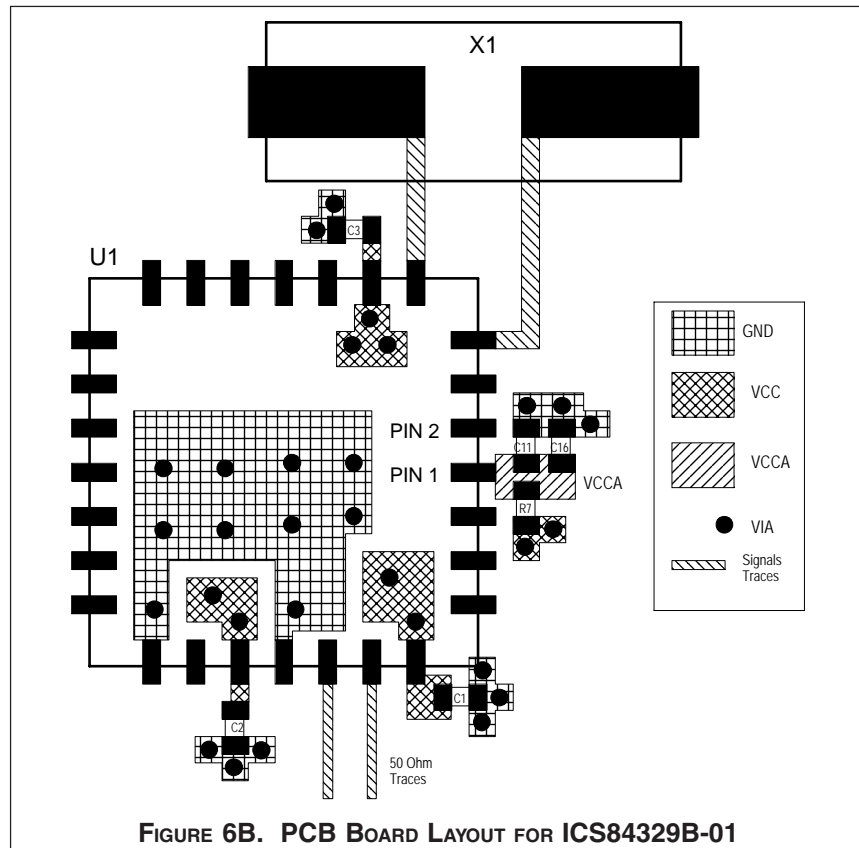 X1
C3
U1
GND
VCC
PIN 2
C11
C16
PIN 1
VCCA
VCCA
R7
VIA
Signals
Traces
C1
C2
50 Ohm
Traces
FIGURE 6B. PCB BOARD LAYOUT FOR ICS84329B-01